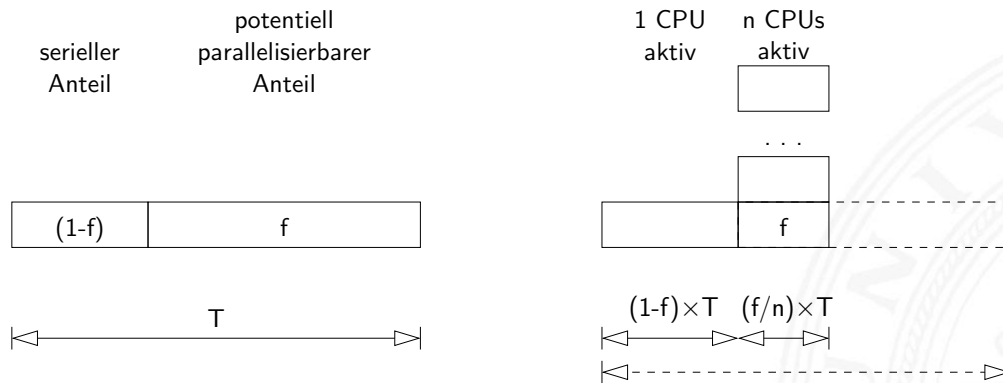 potentiell
serieller parallelisierbarer
Anteil Anteil
1 CPU n CPUs
aktiv aktiv
. . .
(1-f) f
f
T
(1-f)×T (f/n)×T